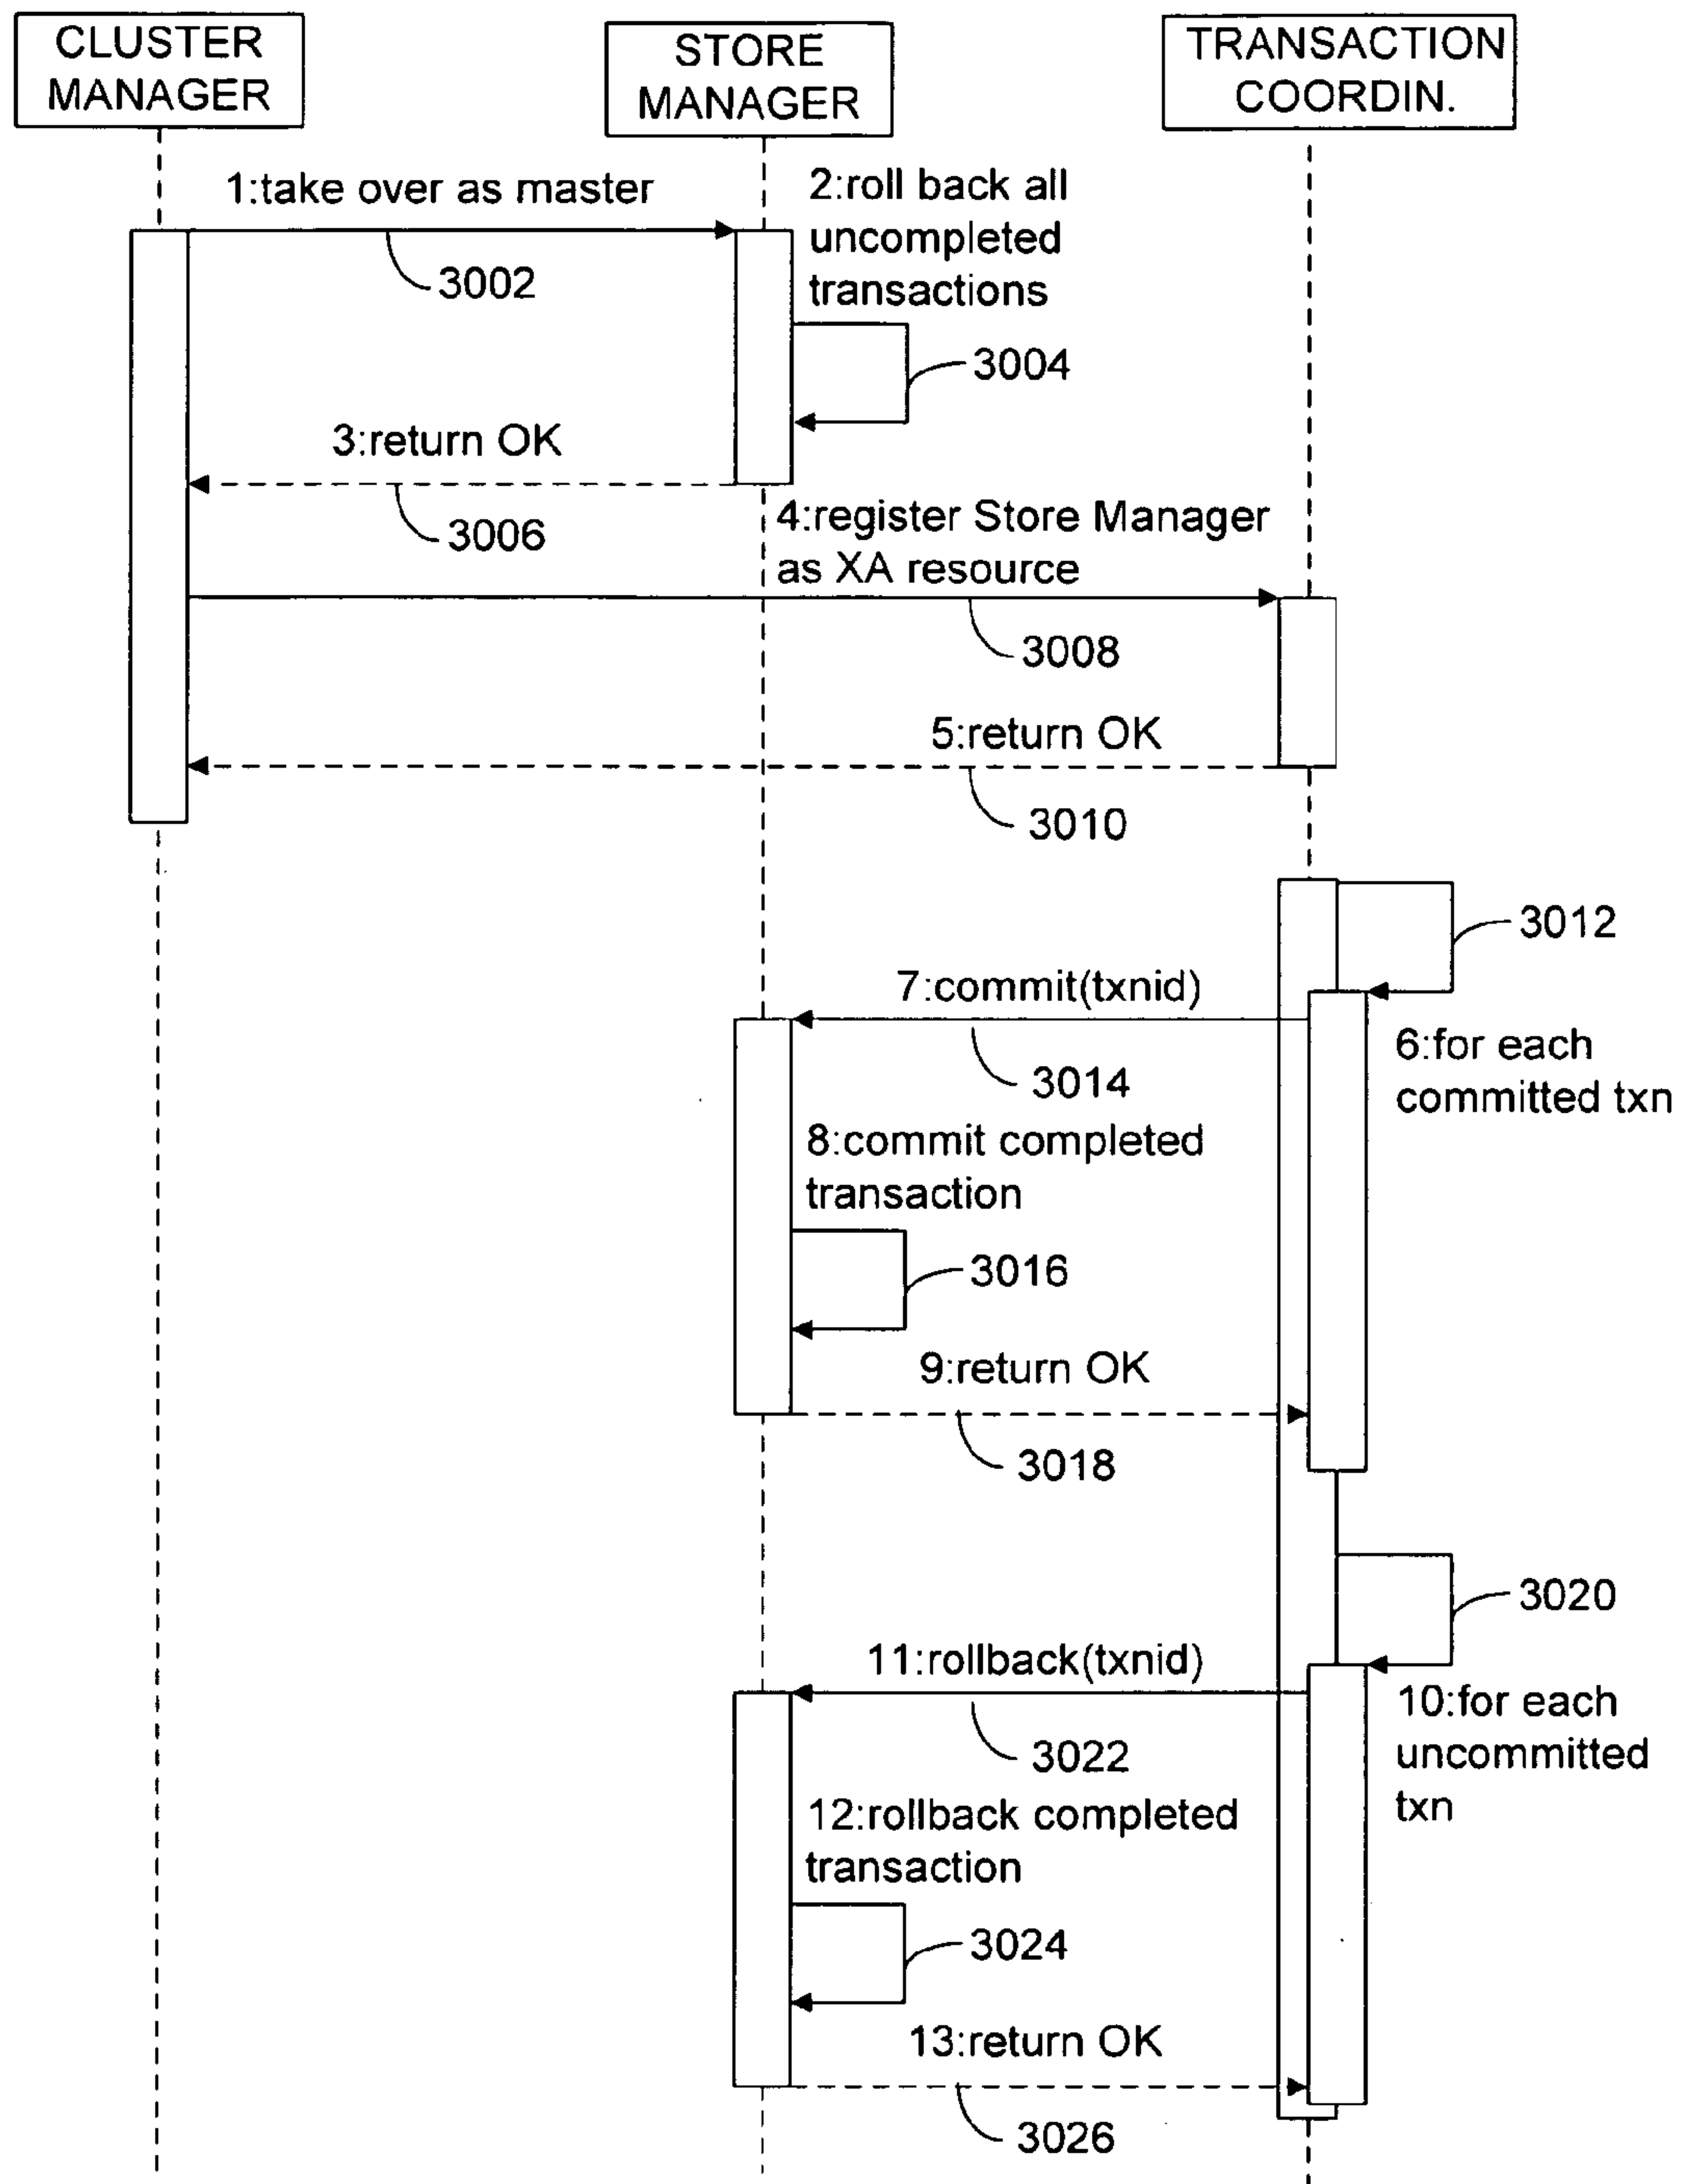 CLUSTER
MANAGER
STORE
MANAGER
TRANSACTION
COORDIN.
1:take over as master
2:roll back all
uncompleted
transactions
3002
3004
3:return OK
3006
4:register Store Manager
as XA resource
3008
5:return OK
3010
3012
7:commit(txnid)
6:for each
committed txn
3014
8:commit completed
transaction
3016
9:return OK
3018
3020
11:rollback(txnid)
10:for each
uncommitted
txn
3022
12:rollback completed
transaction
3024
13:return OK
3026